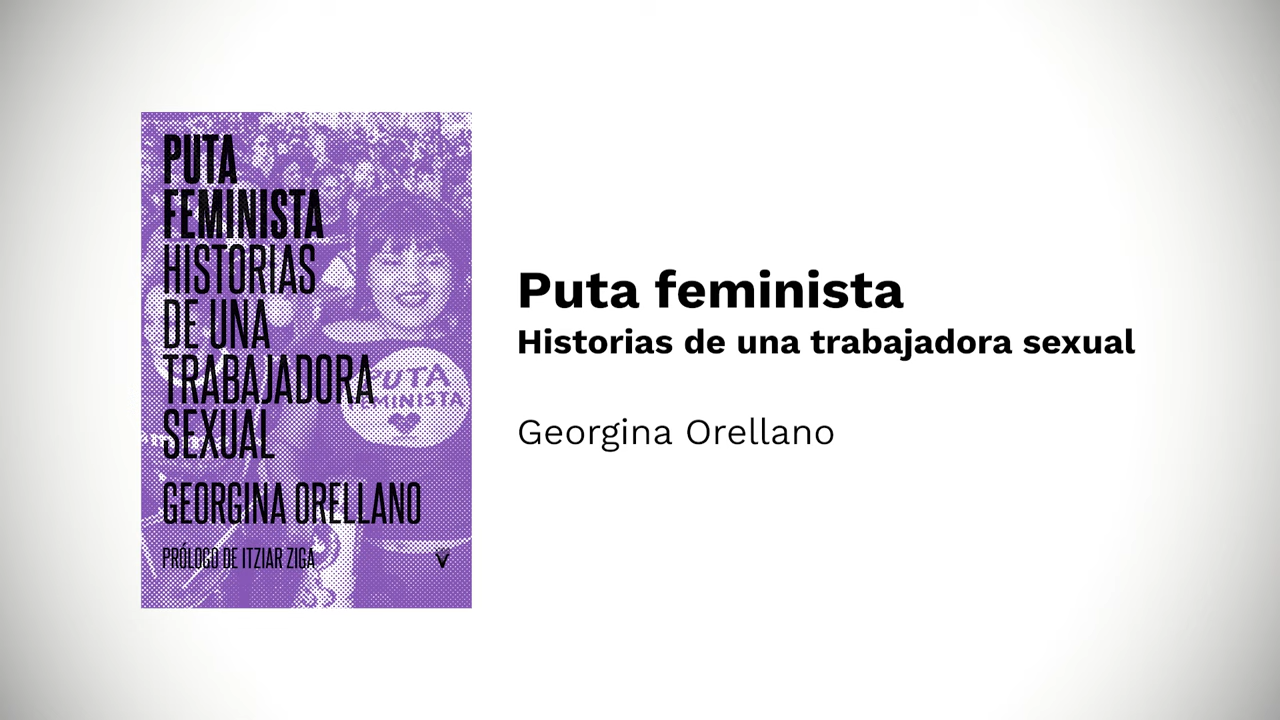 PUTA
FEMINISTA
HISTORIAS
DE UNA
TRABAJADORA
SEXUAL
PUTA
FEMINISTA
GEORGINA ORELLANO
PRÓLOGO DE ITZIAR ZIGA
Puta feminista
Historias de una trabajadora sexual
Georgina Orellano